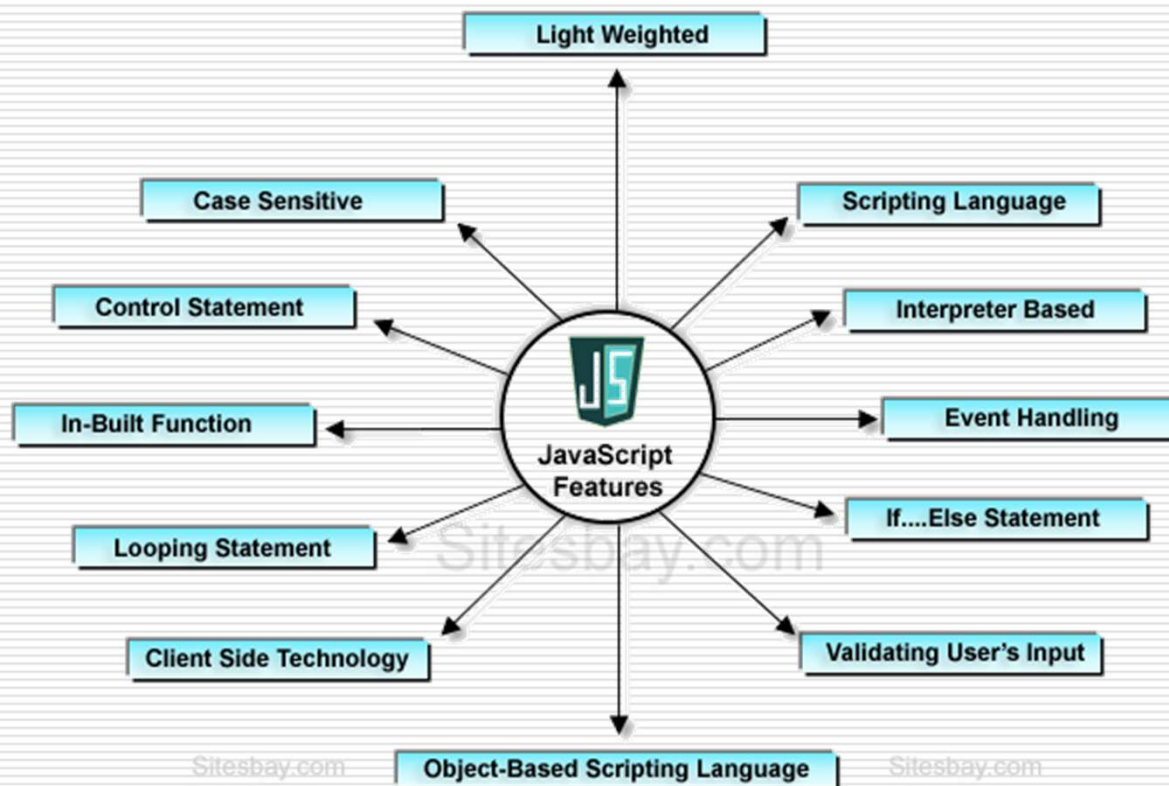 Light Weighted
Case Sensitive
Scripting Language
Control Statement
Interpreter Based
In-Built Function
Event Handling
JS
JavaScript
Features
If....Else Statement
Looping Statement
Sitesbay.com
Client Side Technology
Validating User’s Input
Sitesbay.com
Object-Based Scripting Language
Sitesbay.com